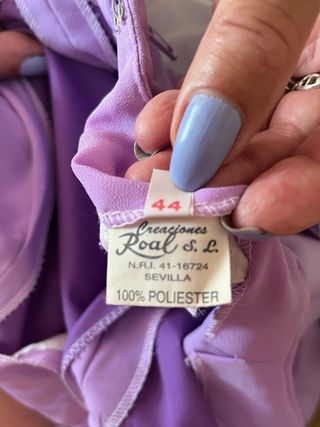 44
Creaciones
Roal S. L.
N.R.I. 41-16724
SEVILLA
100% POLIESTER